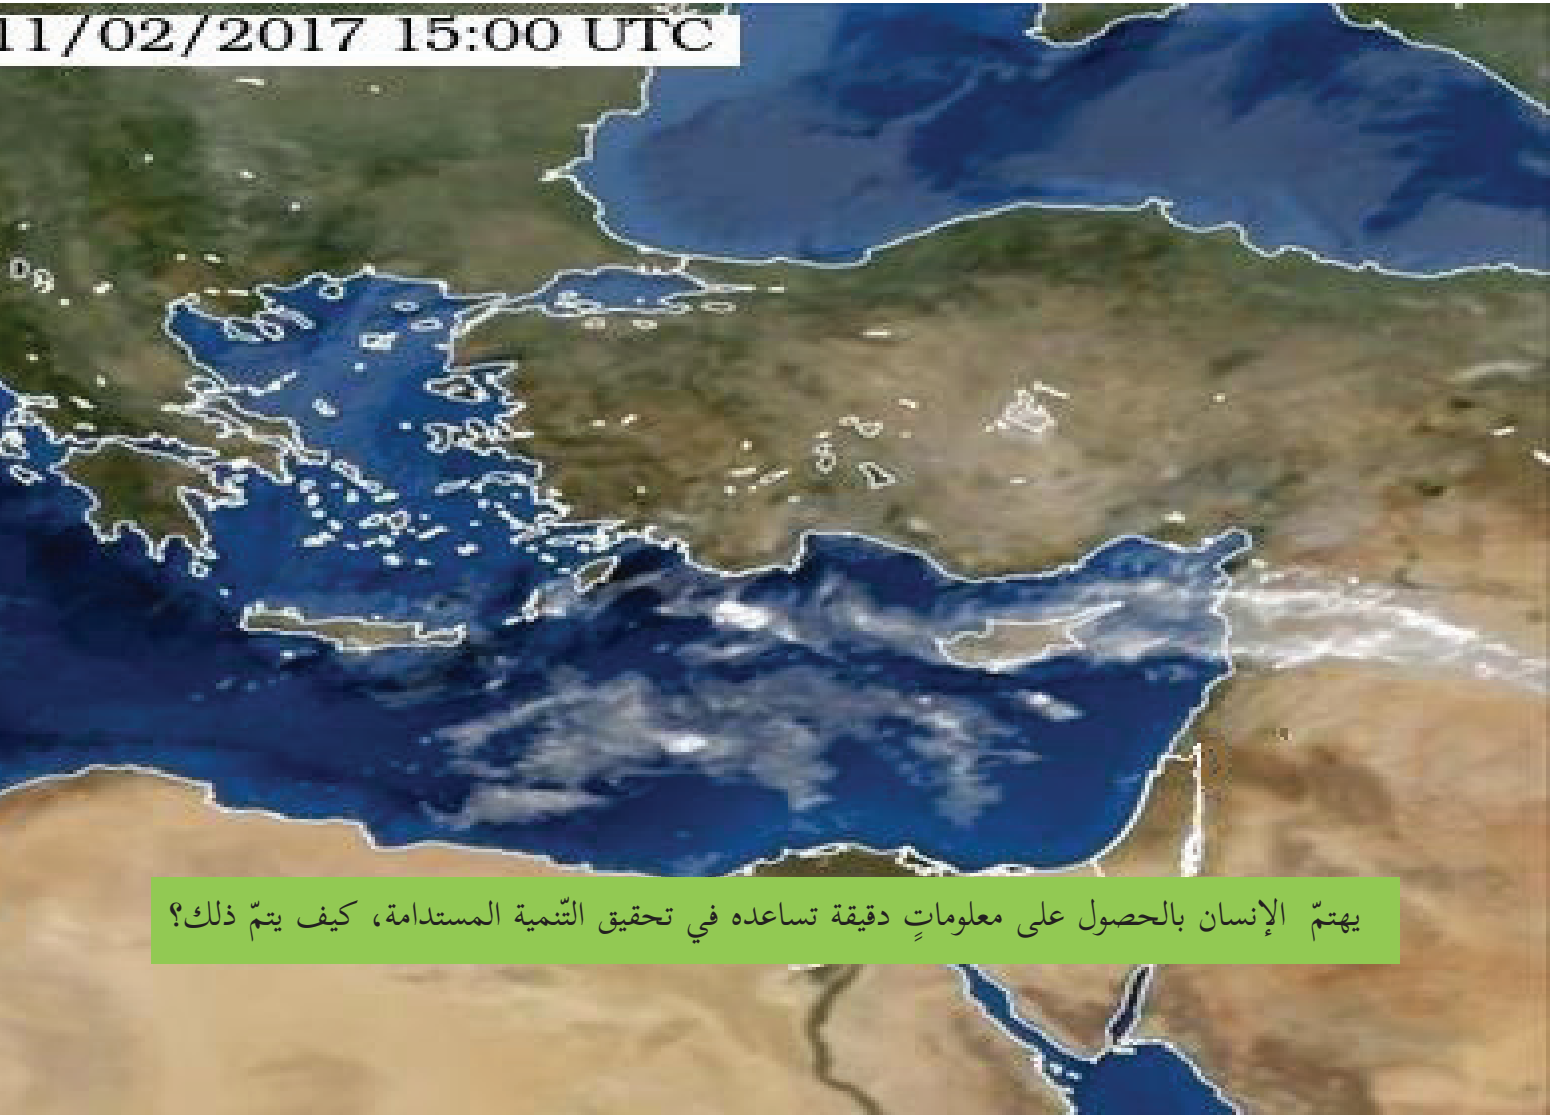 11/02/2017 15:00 UTC
يهتمّ الإنسان بالحصول على معلوماتٍ دقيقة تساعده في تحقيق التّنمية المستدامة، كيف يتمّ ذلك؟